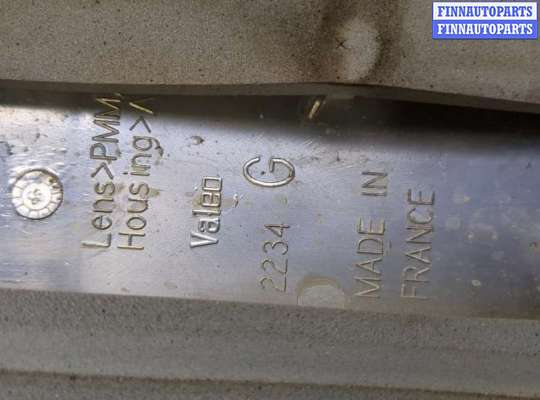 FINNAUTOPARTS
FINNAUTOPARTS
Lens>PMM
Housing>A
Valeo
2234 G
MADE IN
FRANCE